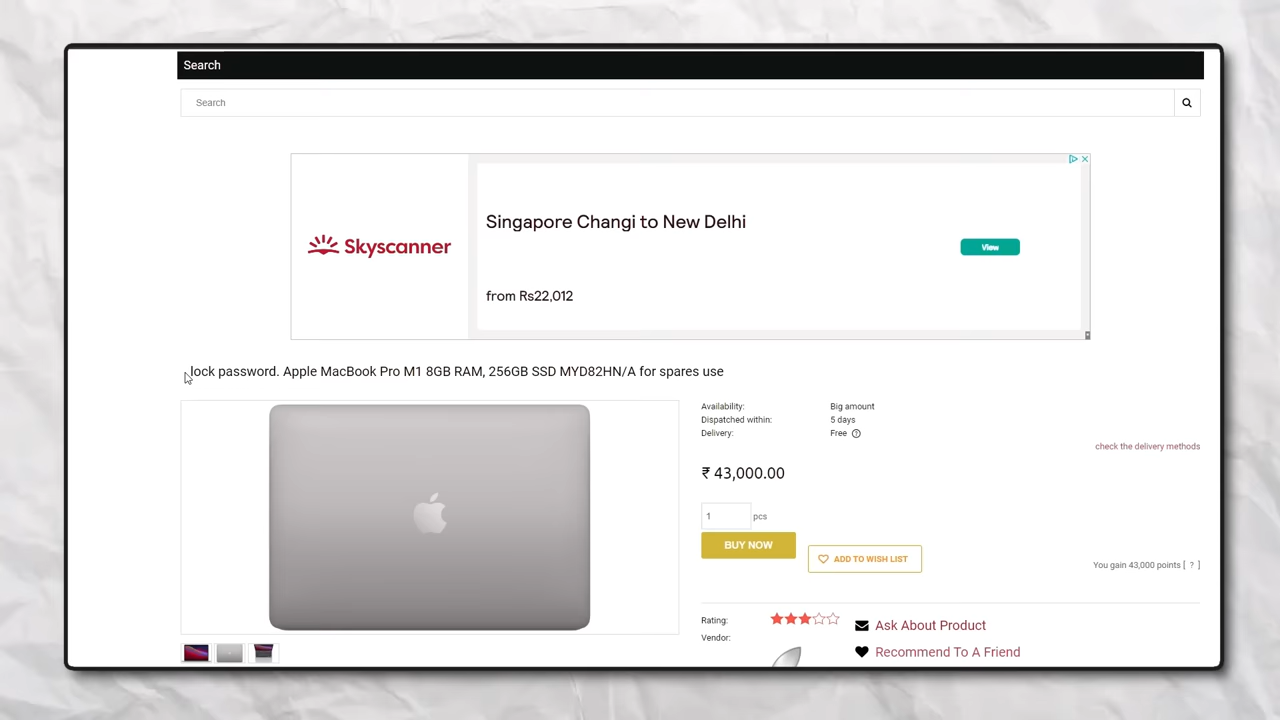 Search
Search
Skyscanner
Singapore Changi to New Delhi
View
from Rs22,012
lock password. Apple MacBook Pro M1 8GB RAM, 256GB SSD MYD82HN/A for spares use
Availability: Big amount
Dispatched within: 5 days
Delivery: Free ?
check the delivery methods
₹ 43,000.00
1 pcs
BUY NOW
ADD TO WISH LIST
You gain 43,000 points [ ? ]
Rating:
Ask About Product
Vendor:
Recommend To A Friend